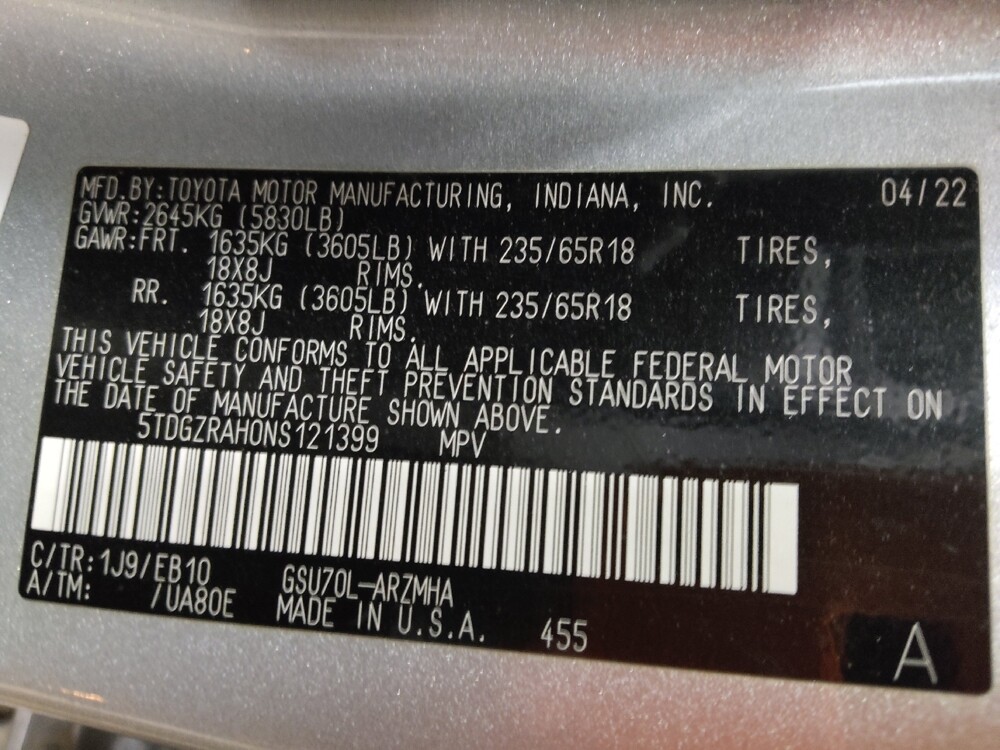 MFD.BY:TOYOTA MOTOR MANUFACTURING, INDIANA, INC. 04/22
GVWR:2645KG (5830LB)
GAWR:FRT. 1635KG (3605LB) WITH 235/65R18 TIRES,
18X8J RIMS.
RR. 1635KG (3605LB) WITH 235/65R18 TIRES,
18X8J RIMS.
THIS VEHICLE CONFORMS TO ALL APPLICABLE FEDERAL MOTOR
VEHICLE SAFETY AND THEFT PREVENTION STANDARDS IN EFFECT ON
THE DATE OF MANUFACTURE SHOWN ABOVE.
5TDGZRAH0NS121399 MPV
C/TR:1J9/EB10 GSU70L-ARZMHA
A/TM: /UA80E MADE IN U.S.A. 455
A